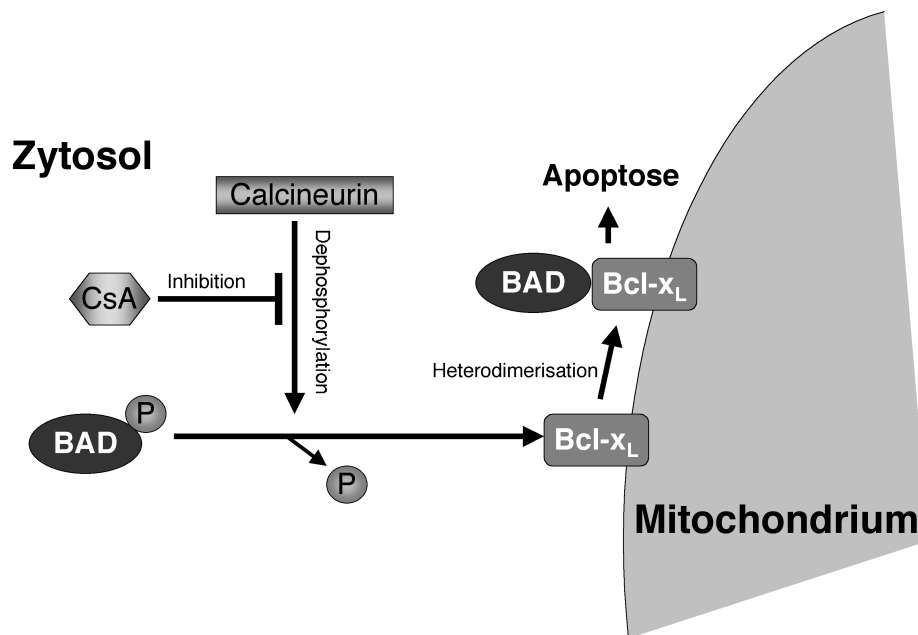 Zytosol
Calcineurin
Apoptose
Dephosphorylation
Inhibition
CsA
BAD
Bcl-xL
Heterodimerisation
P
BAD
Bcl-xL
P
Mitochondrium